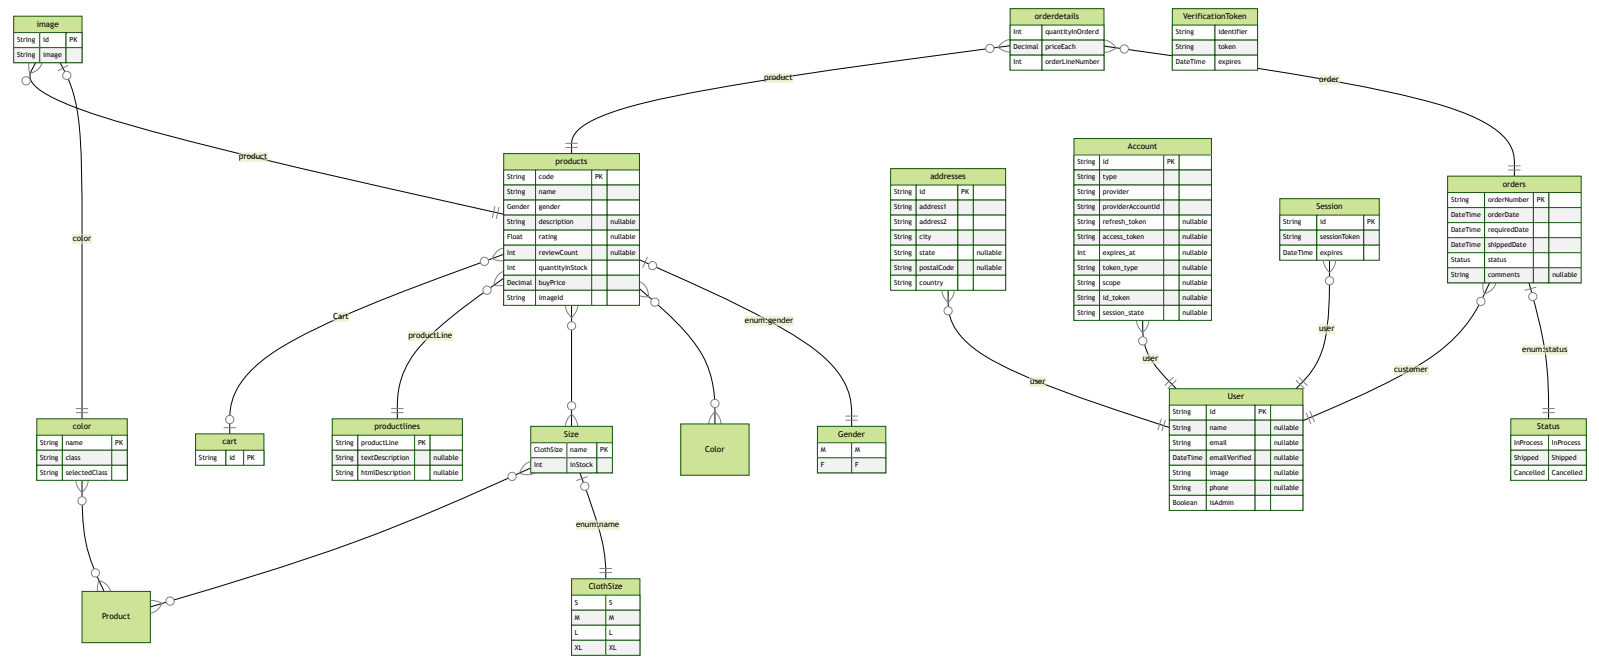 image
String id PK
String image
orderdetails
Int quantityInOrderd
Decimal priceEach
Int orderLineNumber
VerificationToken
String identifier
String token
DateTime expires
product
order
product
color
products
String code PK
String name
Gender gender
String description nullable
Float rating nullable
Int reviewCount nullable
Int quantityInStock
Decimal buyPrice
String imageId
addresses
String id PK
String address1
String address2
String city
String state nullable
String postalCode nullable
String country
Account
String id PK
String type
String provider
String providerAccountId
String refresh_token nullable
String access_token nullable
Int expires_at nullable
String token_type nullable
String scope nullable
String id_token nullable
String session_state nullable
Session
String id PK
String sessionToken
DateTime expires
orders
String orderNumber PK
DateTime orderDate
DateTime requiredDate
DateTime shippedDate
Status status
String comments nullable
Cart
productLine
enum:gender
user
user
user
customer
enum:status
color
String name PK
String class
String selectedClass
cart
String id PK
productlines
String productLine PK
String textDescription nullable
String htmlDescription nullable
Size
ClothSize name PK
Int inStock
Color
Gender
M M
F F
User
String id PK
String name nullable
String email nullable
DateTime emailVerified nullable
String image nullable
String phone nullable
Boolean isAdmin
Status
InProcess InProcess
Shipped Shipped
Cancelled Cancelled
enum:name
Product
ClothSize
S S
M M
L L
XL XL